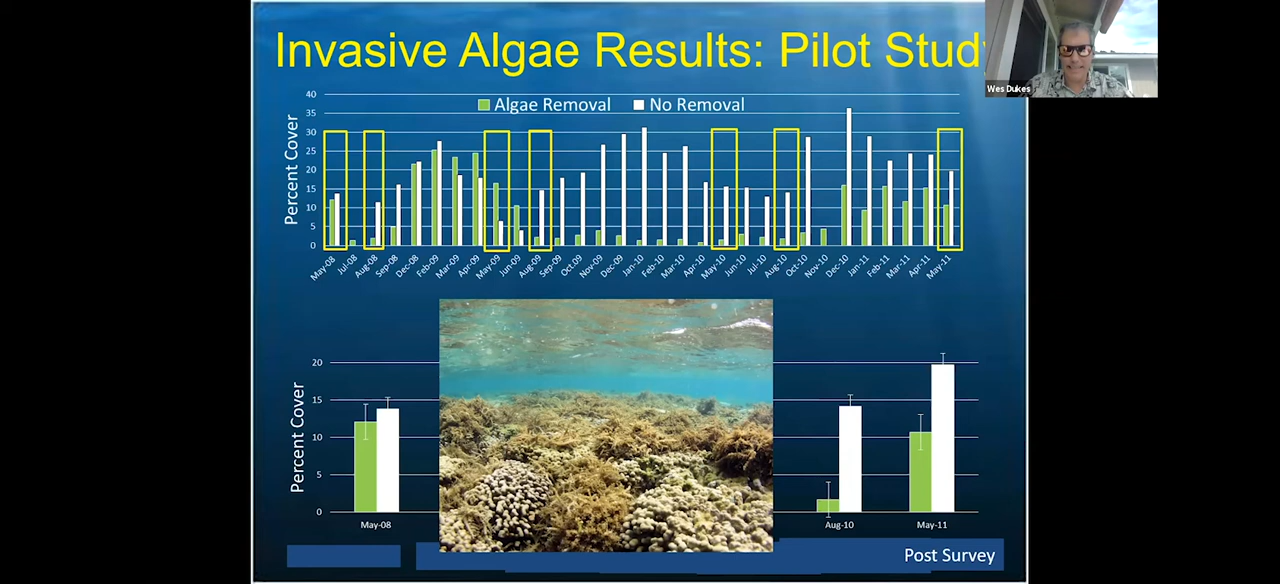 Invasive Algae Results: Pilot Study
Wes Dukes
Algae Removal No Removal
Percent Cover
40
35
30
25
20
15
10
5
0
May-08 Jul-08 Aug-08 Sep-08 Dec-08 Feb-09 Mar-09 Apr-09 May-09 Jun-09 Aug-09 Sep-09 Oct-09 Nov-09 Dec-09 Jan-10 Feb-10 Mar-10 Apr-10 May-10 Jun-10 Jul-10 Aug-10 Oct-10 Nov-10 Dec-10 Jan-11 Feb-11 Mar-11 Apr-11 May-11
Percent Cover
20
15
10
5
0
May-08 Aug-10 May-11
Post Survey